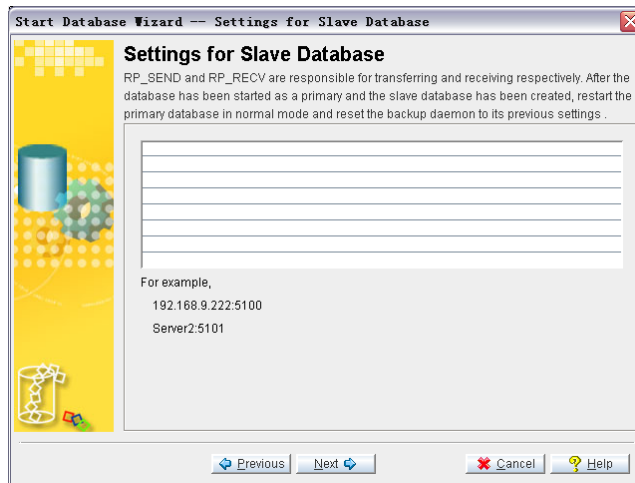 Start Database Wizard -- Settings for Slave Database
Settings for Slave Database
RP_SEND and RP_RECV are responsible for transferring and receiving respectively. After the
database has been started as a primary and the slave database has been created, restart the
primary database in normal mode and reset the backup daemon to its previous settings .
For example,
192.168.9.222:5100
Server2:5101
Previous Next Cancel Help